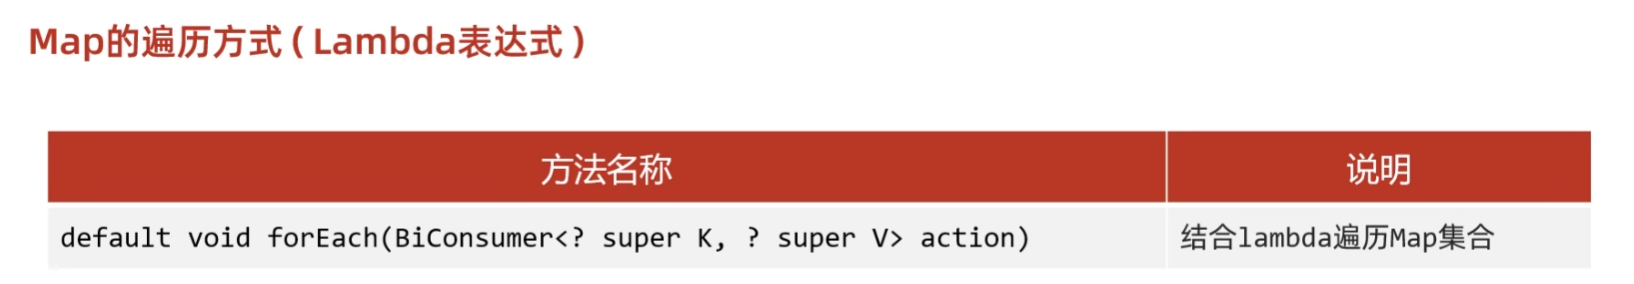 Map的遍历方式（Lambda表达式）
方法名称 说明
default void forEach(BiConsumer<? super K, ? super V> action) 结合lambda遍历Map集合